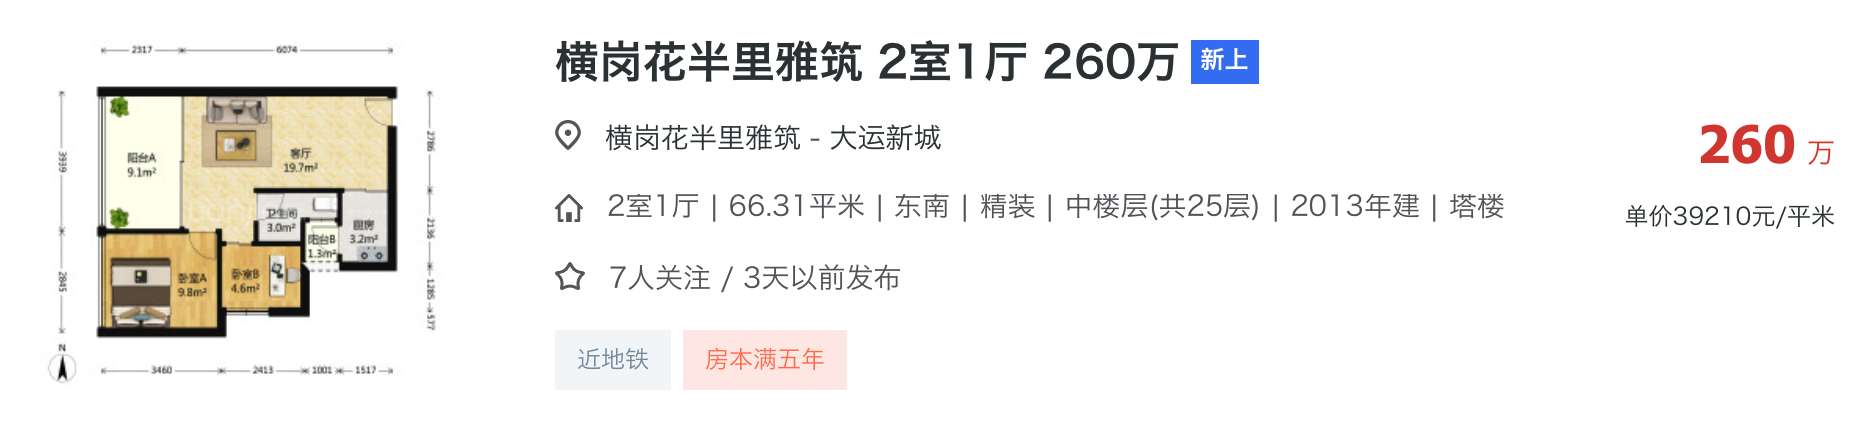 2317 6074
3939
2845
2786
2136
1285
577
阳台A
9.1m²
客厅
19.7m²
卫生间
3.0m²
厨房
3.2m²
阳台B
1.3m²
卧室A
9.8m²
卧室B
4.6m²
N
3460 2413 1001 1517
横岗花半里雅筑 2室1厅 260万 新上
横岗花半里雅筑 - 大运新城
2室1厅 | 66.31平米 | 东南 | 精装 | 中楼层(共25层) | 2013年建 | 塔楼
7人关注 / 3天以前发布
近地铁 房本满五年
260 万
单价39210元/平米